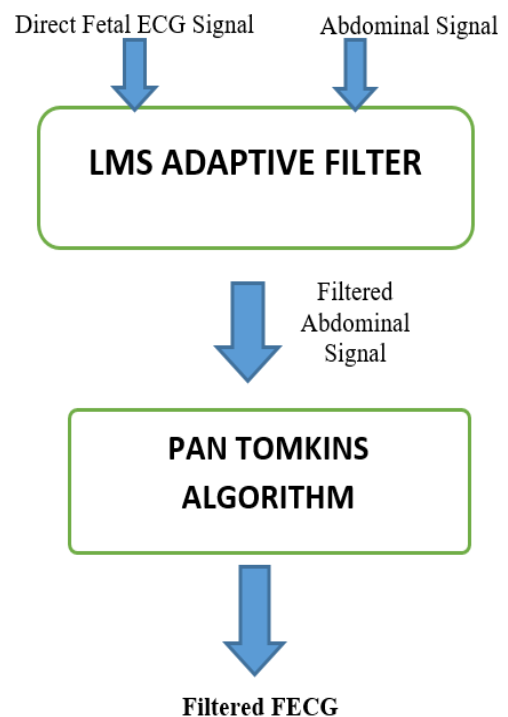 Direct Fetal ECG Signal
Abdominal Signal
LMS ADAPTIVE FILTER
Filtered
Abdominal
Signal
PAN TOMKINS
ALGORITHM
Filtered FECG